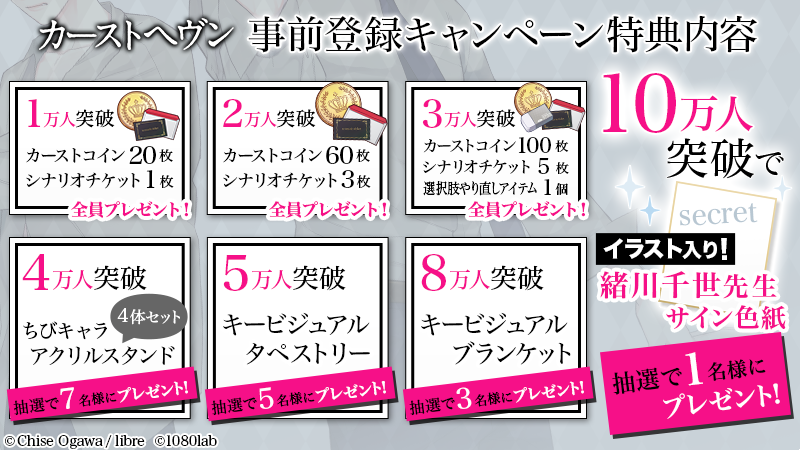 カーストヘヴン 事前登録キャンペーン特典内容
1万人突破
カーストコイン20枚
シナリオチケット1枚
全員プレゼント!
2万人突破
カーストコイン60枚
シナリオチケット3枚
全員プレゼント!
3万人突破
カーストコイン100枚
シナリオチケット 5枚
選択肢やり直しアイテム 1個
全員プレゼント!
4万人突破
ちびキャラ
4体セット
アクリルスタンド
抽選で7名様にプレゼント!
5万人突破
キービジュアル
タペストリー
抽選で5名様にプレゼント!
8万人突破
キービジュアル
ブランケット
抽選で3名様にプレゼント!
10万人
突破で
secret
イラスト入り!
緒川千世先生
サイン色紙
抽選で1名様に
プレゼント!
©Chise Ogawa / libre ©1080lab